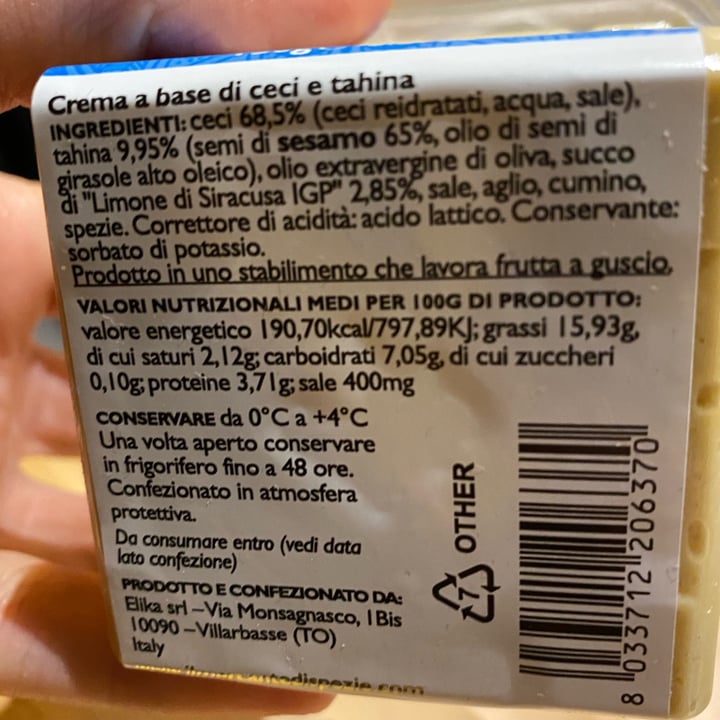 Crema a base di ceci e tahina
INGREDIENTI: ceci 68,5% (ceci reidratati, acqua, sale),
tahina 9,95% (semi di sesamo 65%, olio di semi di
girasole alto oleico), olio extravergine di oliva, succo
di "Limone di Siracusa IGP" 2,85%, sale, aglio, cumino,
spezie. Correttore di acidità: acido lattico. Conservante:
sorbato di potassio.
Prodotto in uno stabilimento che lavora frutta a guscio.
VALORI NUTRIZIONALI MEDI PER 100G DI PRODOTTO:
valore energetico 190,70kcal/797,89KJ; grassi 15,93g,
di cui saturi 2,12g; carboidrati 7,05g, di cui zuccheri
0,10g; proteine 3,71g; sale 400mg
CONSERVARE da 0°C a +4°C
Una volta aperto conservare
in frigorifero fino a 48 ore.
Confezionato in atmosfera
protettiva.
Da consumare entro (vedi data
lato confezione)
PRODOTTO E CONFEZIONATO DA:
Elika srl –Via Monsagnasco, 1Bis
10090 –Villarbasse (TO)
Italy
7 OTHER
8 033712 206370